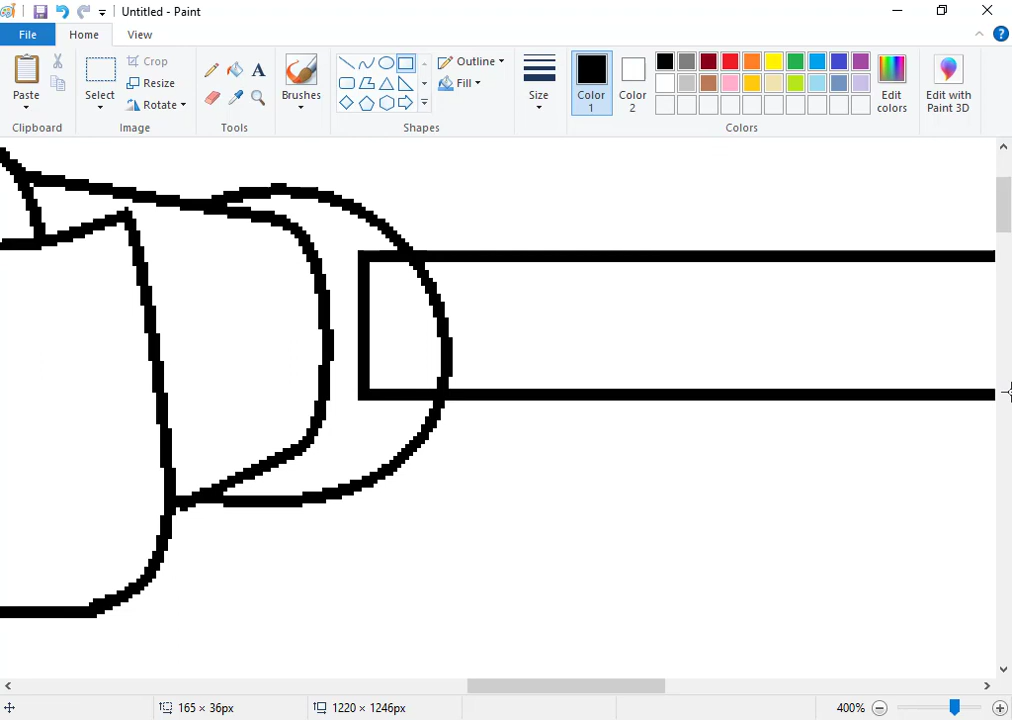 Untitled - Paint
File Home View
Paste
Clipboard
Select
Crop
Resize
Rotate
Image
A
Tools
Brushes
Outline
Fill
Shapes
Size
Color 1
Color 2
Edit colors
Colors
Edit with Paint 3D
165 × 36px
1220 × 1246px
400%